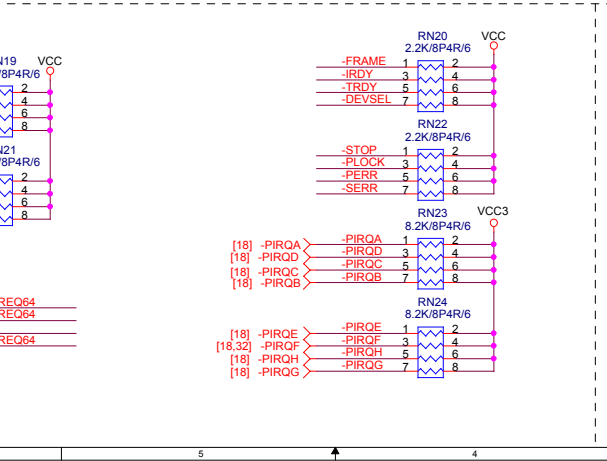 N19 VCC
/8P4R/6
2
4
6
8
N21
/8P4R/6
2
4
6
8
REQ64
REQ64
REQ64
RN20 VCC
2.2K/8P4R/6
-FRAME 1 2
-IRDY 3 4
-TRDY 5 6
-DEVSEL 7 8
RN22
2.2K/8P4R/6
-STOP 1 2
-PLOCK 3 4
-PERR 5 6
-SERR 7 8
RN23 VCC3
8.2K/8P4R/6
[18] -PIRQA -PIRQA 1 2
[18] -PIRQD -PIRQD 3 4
[18] -PIRQC -PIRQC 5 6
[18] -PIRQB -PIRQB 7 8
RN24
8.2K/8P4R/6
[18] -PIRQE -PIRQE 1 2
[18,32] -PIRQF -PIRQF 3 4
[18] -PIRQH -PIRQH 5 6
[18] -PIRQG -PIRQG 7 8
5 4